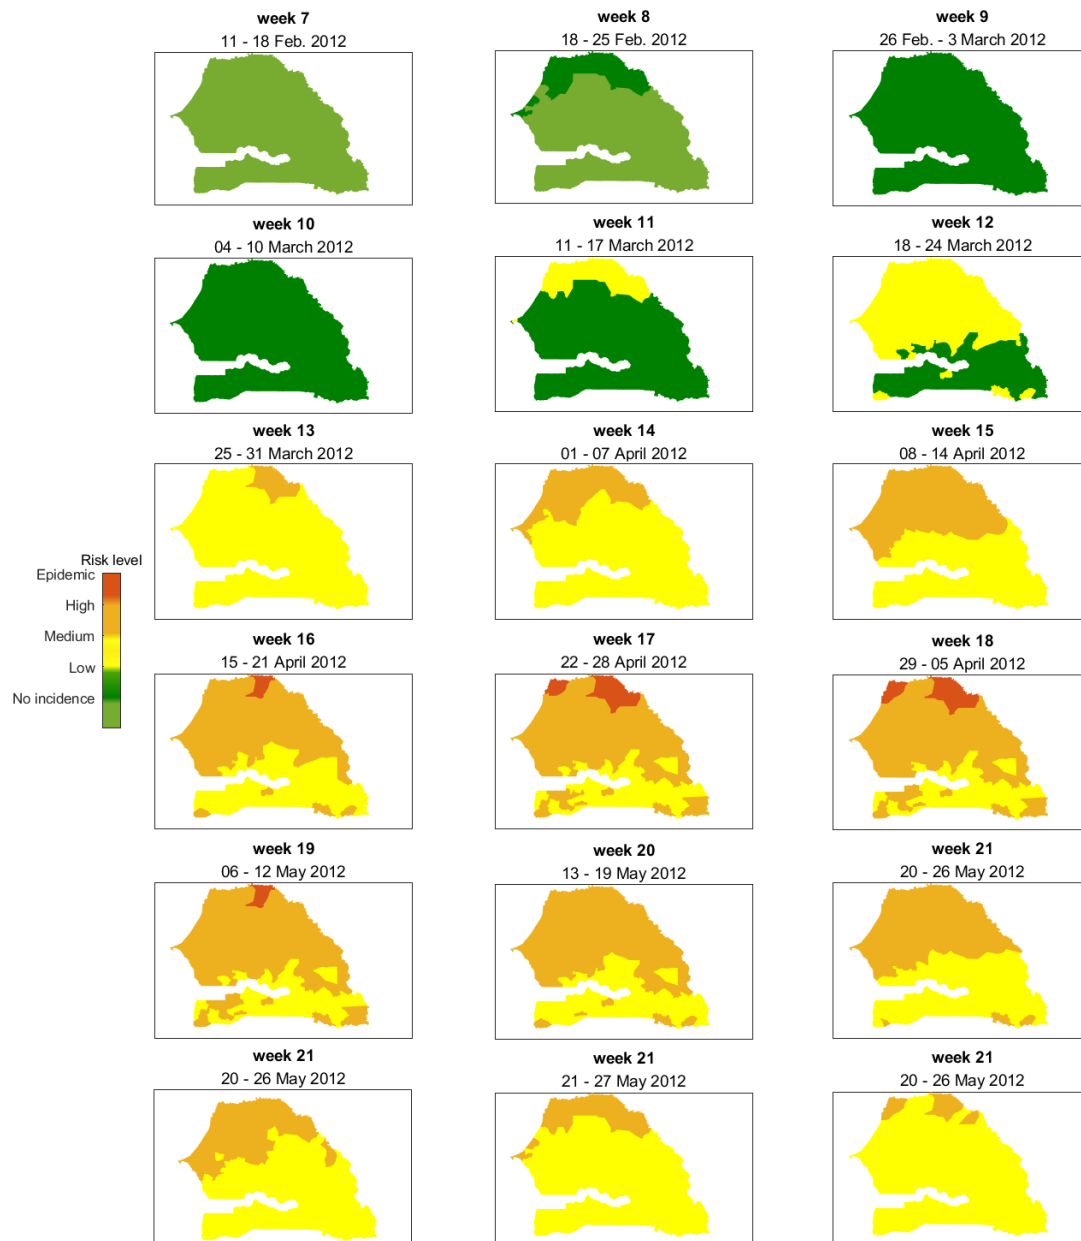 week 7
11 - 18 Feb. 2012
week 8
18 - 25 Feb. 2012
week 9
26 Feb. - 3 March 2012
week 10
04 - 10 March 2012
week 11
11 - 17 March 2012
week 12
18 - 24 March 2012
week 13
25 - 31 March 2012
week 14
01 - 07 April 2012
week 15
08 - 14 April 2012
Risk level
Epidemic
High
Medium
Low
No incidence
week 16
15 - 21 April 2012
week 17
22 - 28 April 2012
week 18
29 - 05 April 2012
week 19
06 - 12 May 2012
week 20
13 - 19 May 2012
week 21
20 - 26 May 2012
week 21
20 - 26 May 2012
week 21
21 - 27 May 2012
week 21
20 - 26 May 2012